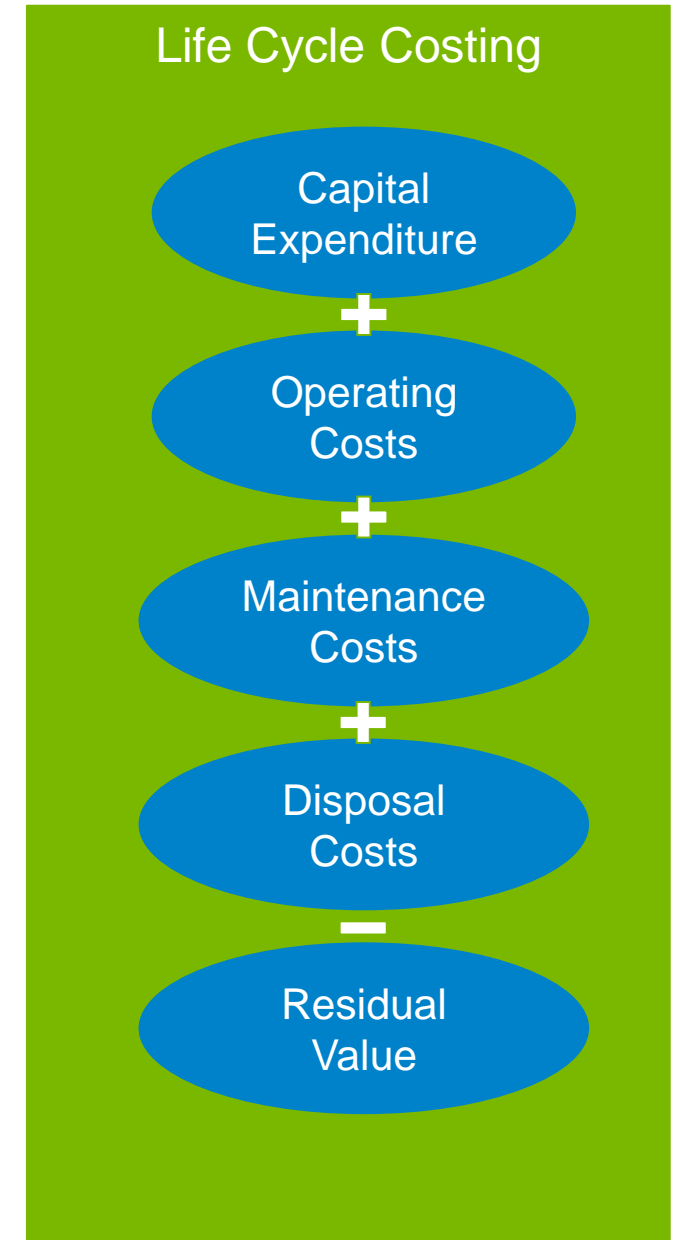 Life Cycle Costing
Capital
Expenditure
+
Operating
Costs
+
Maintenance
Costs
+
Disposal
Costs
−
Residual
Value